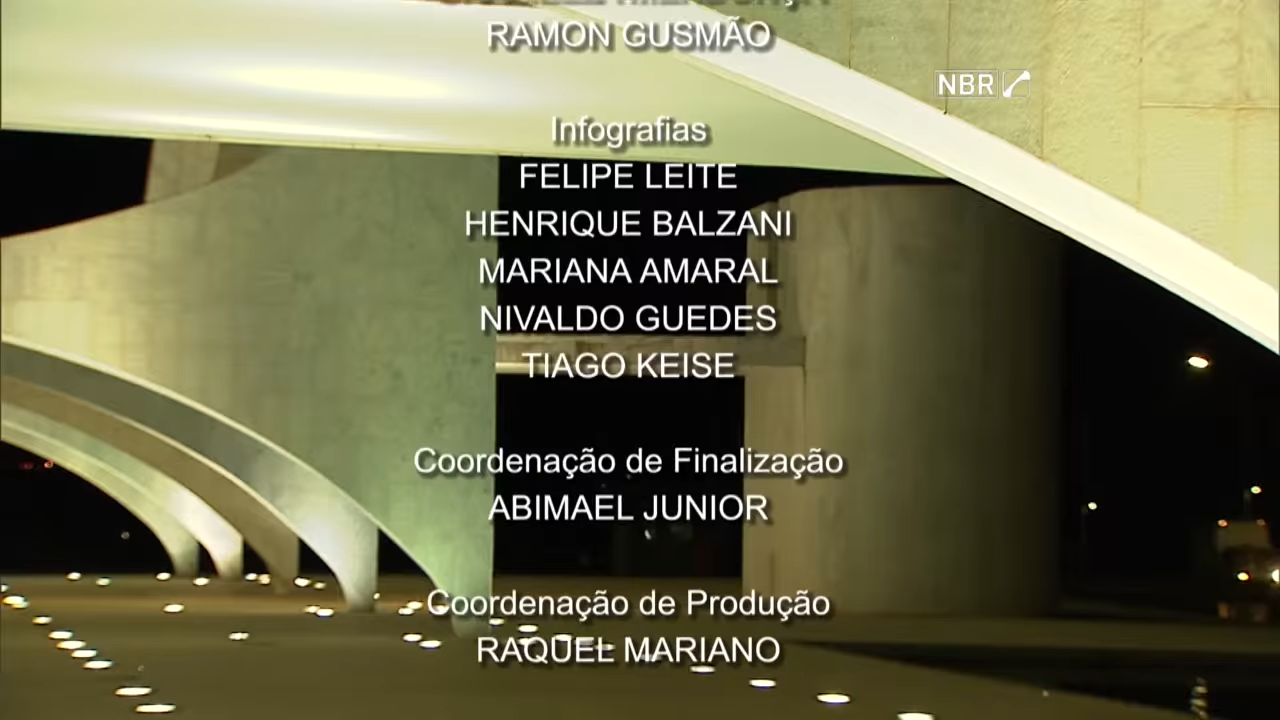 RAMON GUSMÃO
NBR
Infografias
FELIPE LEITE
HENRIQUE BALZANI
MARIANA AMARAL
NIVALDO GUEDES
TIAGO KEISE
Coordenação de Finalização
ABIMAEL JUNIOR
Coordenação de Produção
RAQUEL MARIANO